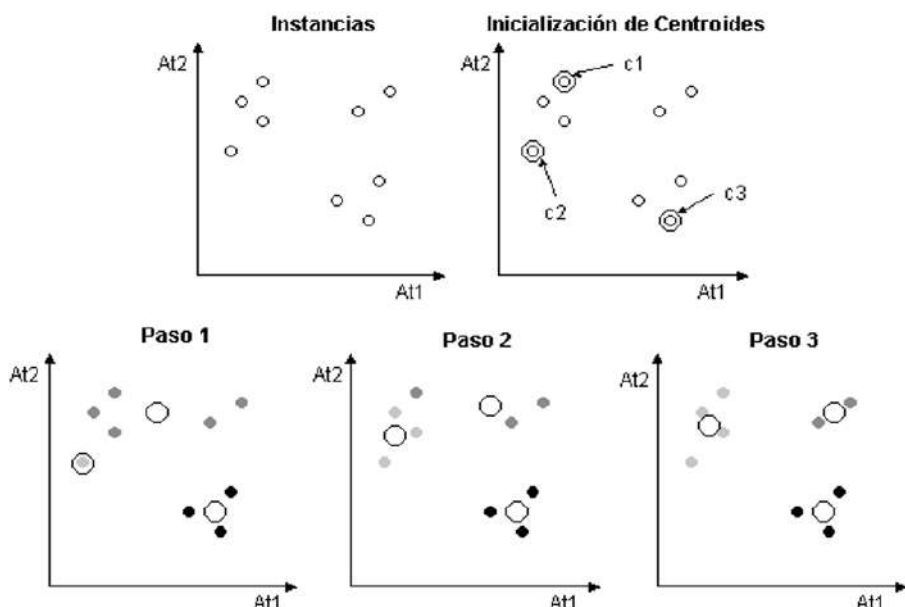 Instancias
Inicialización de Centroides
At2
At2
c1
c2
c3
At1
At1
Paso 1
Paso 2
Paso 3
At2
At2
At2
At1
At1
At1